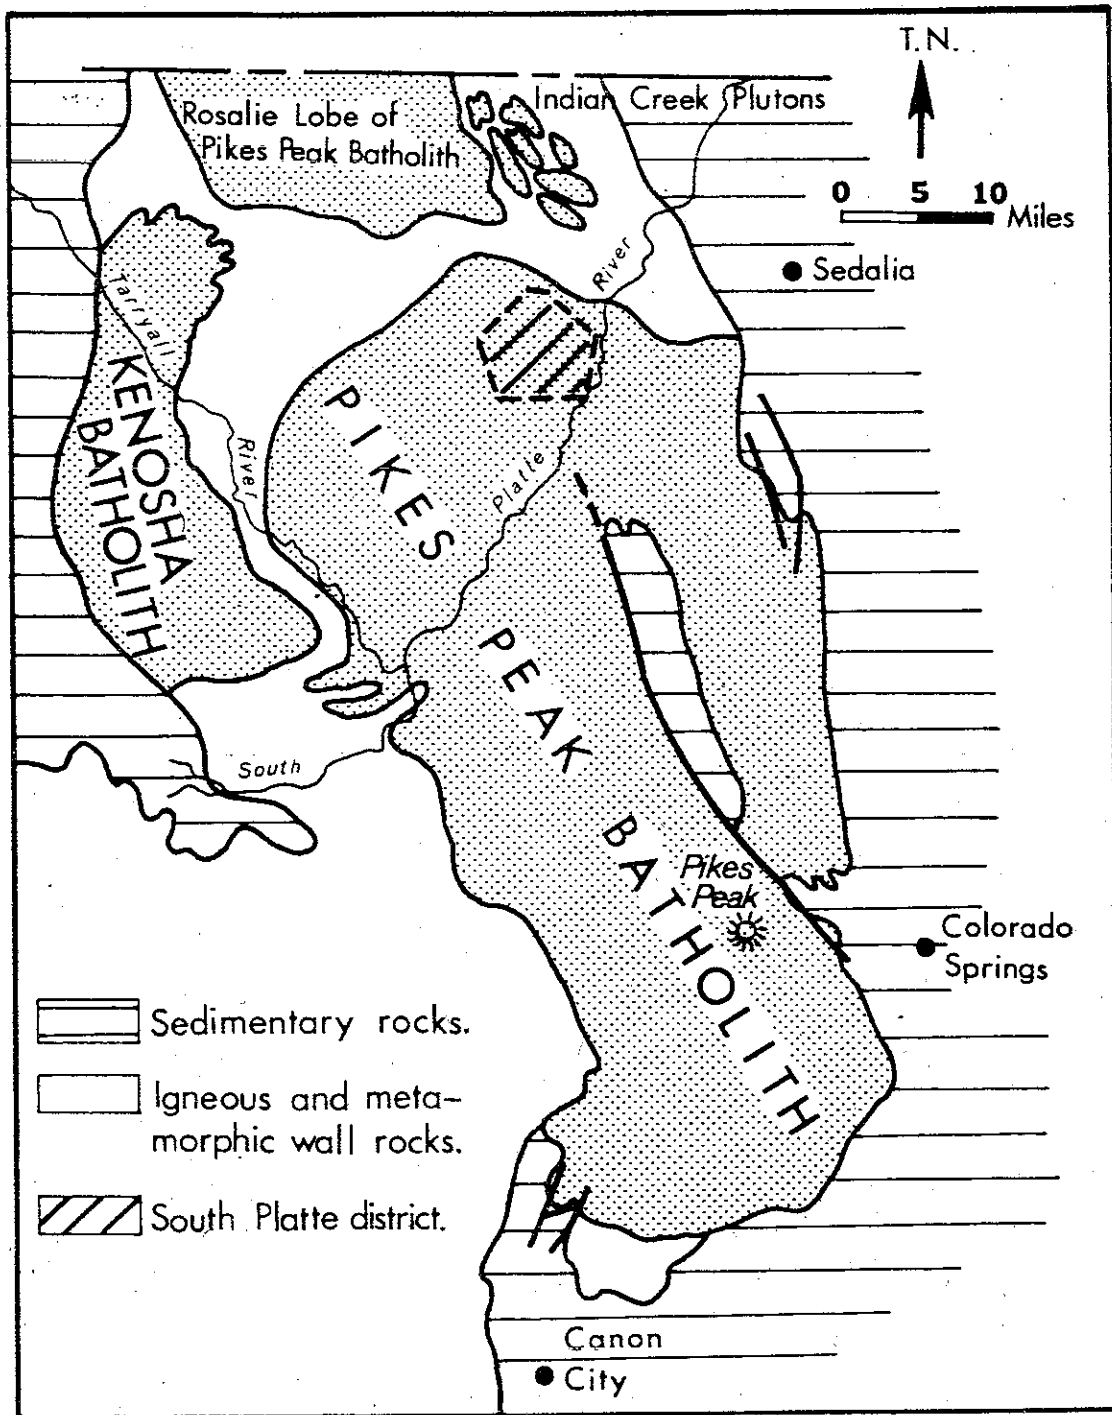 T.N.
Rosalie Lobe of
Pikes Peak Batholith
Indian Creek Plutons
0 5 10
Miles
River
Sedalia
Tarryall
River
KENOSHA
BATHOLITH
PIKES
Platte
PEAK
BATHOLITH
South
Pikes
Peak
Colorado
Springs
Sedimentary rocks.
Igneous and meta-
morphic wall rocks.
South Platte district.
Canon
City